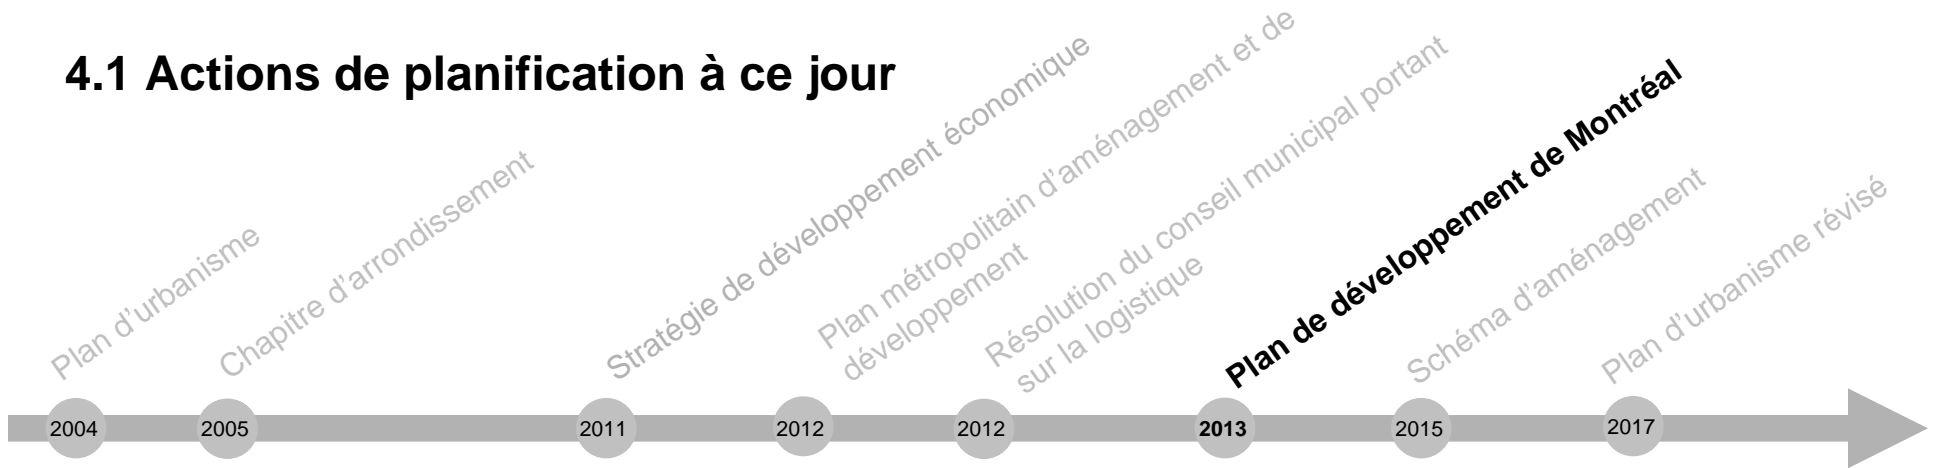 4.1 Actions de planification à ce jour
Plan d'urbanisme
Chapitre d'arrondissement
Stratégie de développement économique
Plan métropolitain d'aménagement et de
développement
Résolution du conseil municipal portant
sur la logistique
Plan de développement de Montréal
Schéma d'aménagement
Plan d'urbanisme révisé
2004
2005
2011
2012
2012
2013
2015
2017